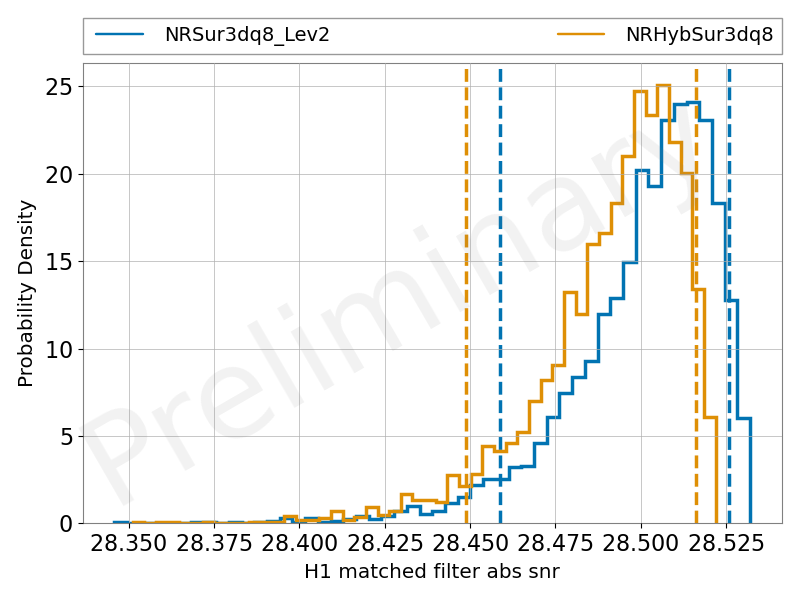 NRSur3dq8_Lev2 NRHybSur3dq8
25
20
15
10
5
0
Probability Density
28.350 28.375 28.400 28.425 28.450 28.475 28.500 28.525
H1 matched filter abs snr
Preliminary